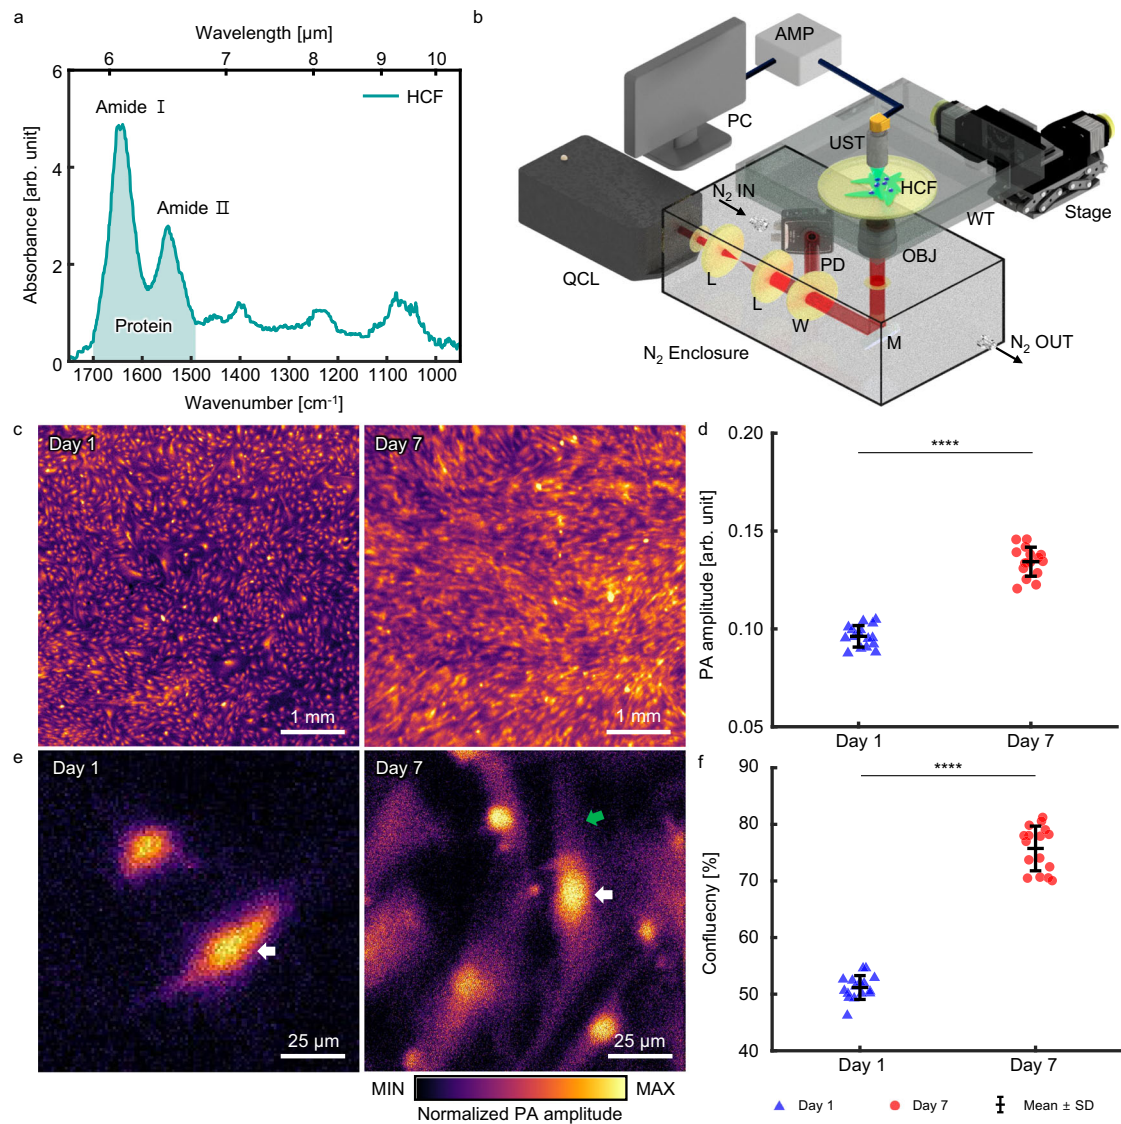 a
Wavelength [µm]
6 7 8 9 10
6
4
2
0
Absorbance [arb. unit]
HCF
Amide Ⅰ
Amide Ⅱ
Protein
1700 1600 1500 1400 1300 1200 1100 1000
Wavenumber [cm-1]
b
AMP
PC
UST
HCF
N2 IN
WT
Stage
QCL
L
L
PD
OBJ
W
M
N2 Enclosure
N2 OUT
c
Day 1
1 mm
Day 7
1 mm
d
0.20
0.15
0.10
0.05
PA amplitude [arb. unit]
****
Day 1 Day 7
e
Day 1
25 µm
Day 7
25 µm
MIN MAX
Normalized PA amplitude
f
90
80
70
60
50
40
Confluecny [%]
****
Day 1 Day 7
Day 1 Day 7 Mean ± SD